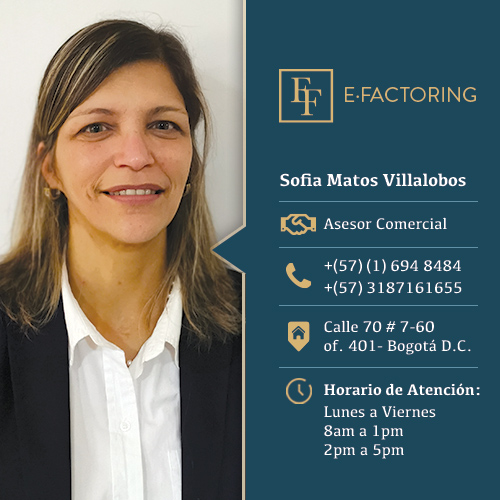 EF E·FACTORING
Sofia Matos Villalobos
Asesor Comercial
+(57) (1) 694 8484
+(57) 3187161655
Calle 70 # 7-60
of. 401- Bogotá D.C.
Horario de Atención:
Lunes a Viernes
8am a 1pm
2pm a 5pm